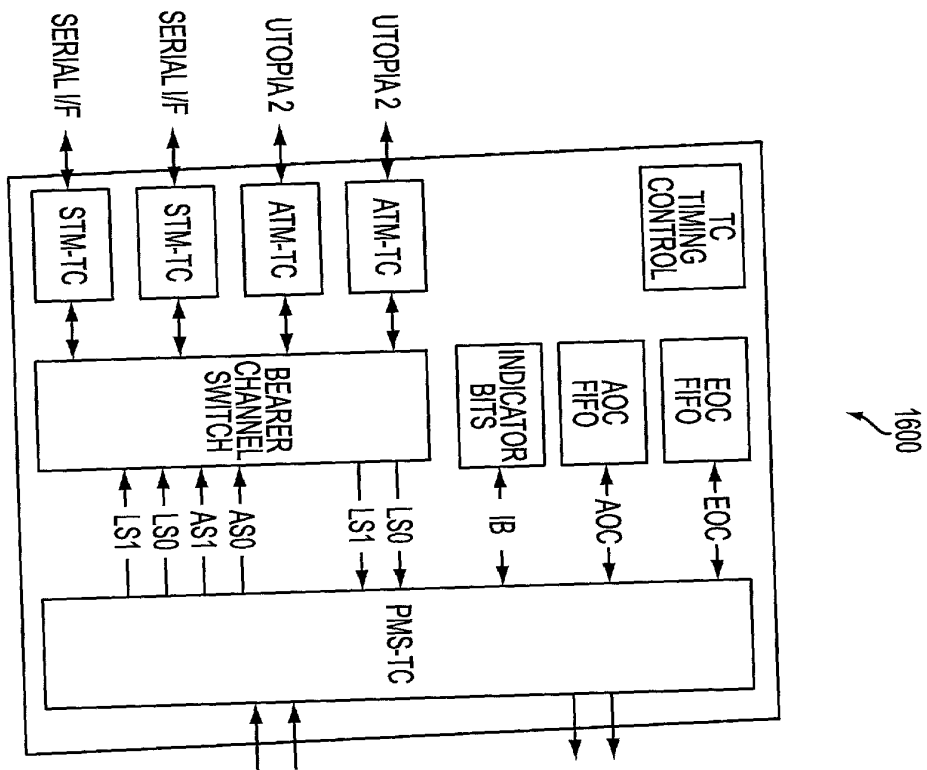 1600
TC
TIMING
CONTROL
EOC
FIFO
EOC
AOC
FIFO
AOC
INDICATOR
BITS
IB
UTOPIA 2
ATM-TC
LS0
LS1
PMS-TC
UTOPIA 2
ATM-TC
BEARER
CHANNEL
SWITCH
AS0
AS1
LS0
LS1
SERIAL I/F
STM-TC
SERIAL I/F
STM-TC